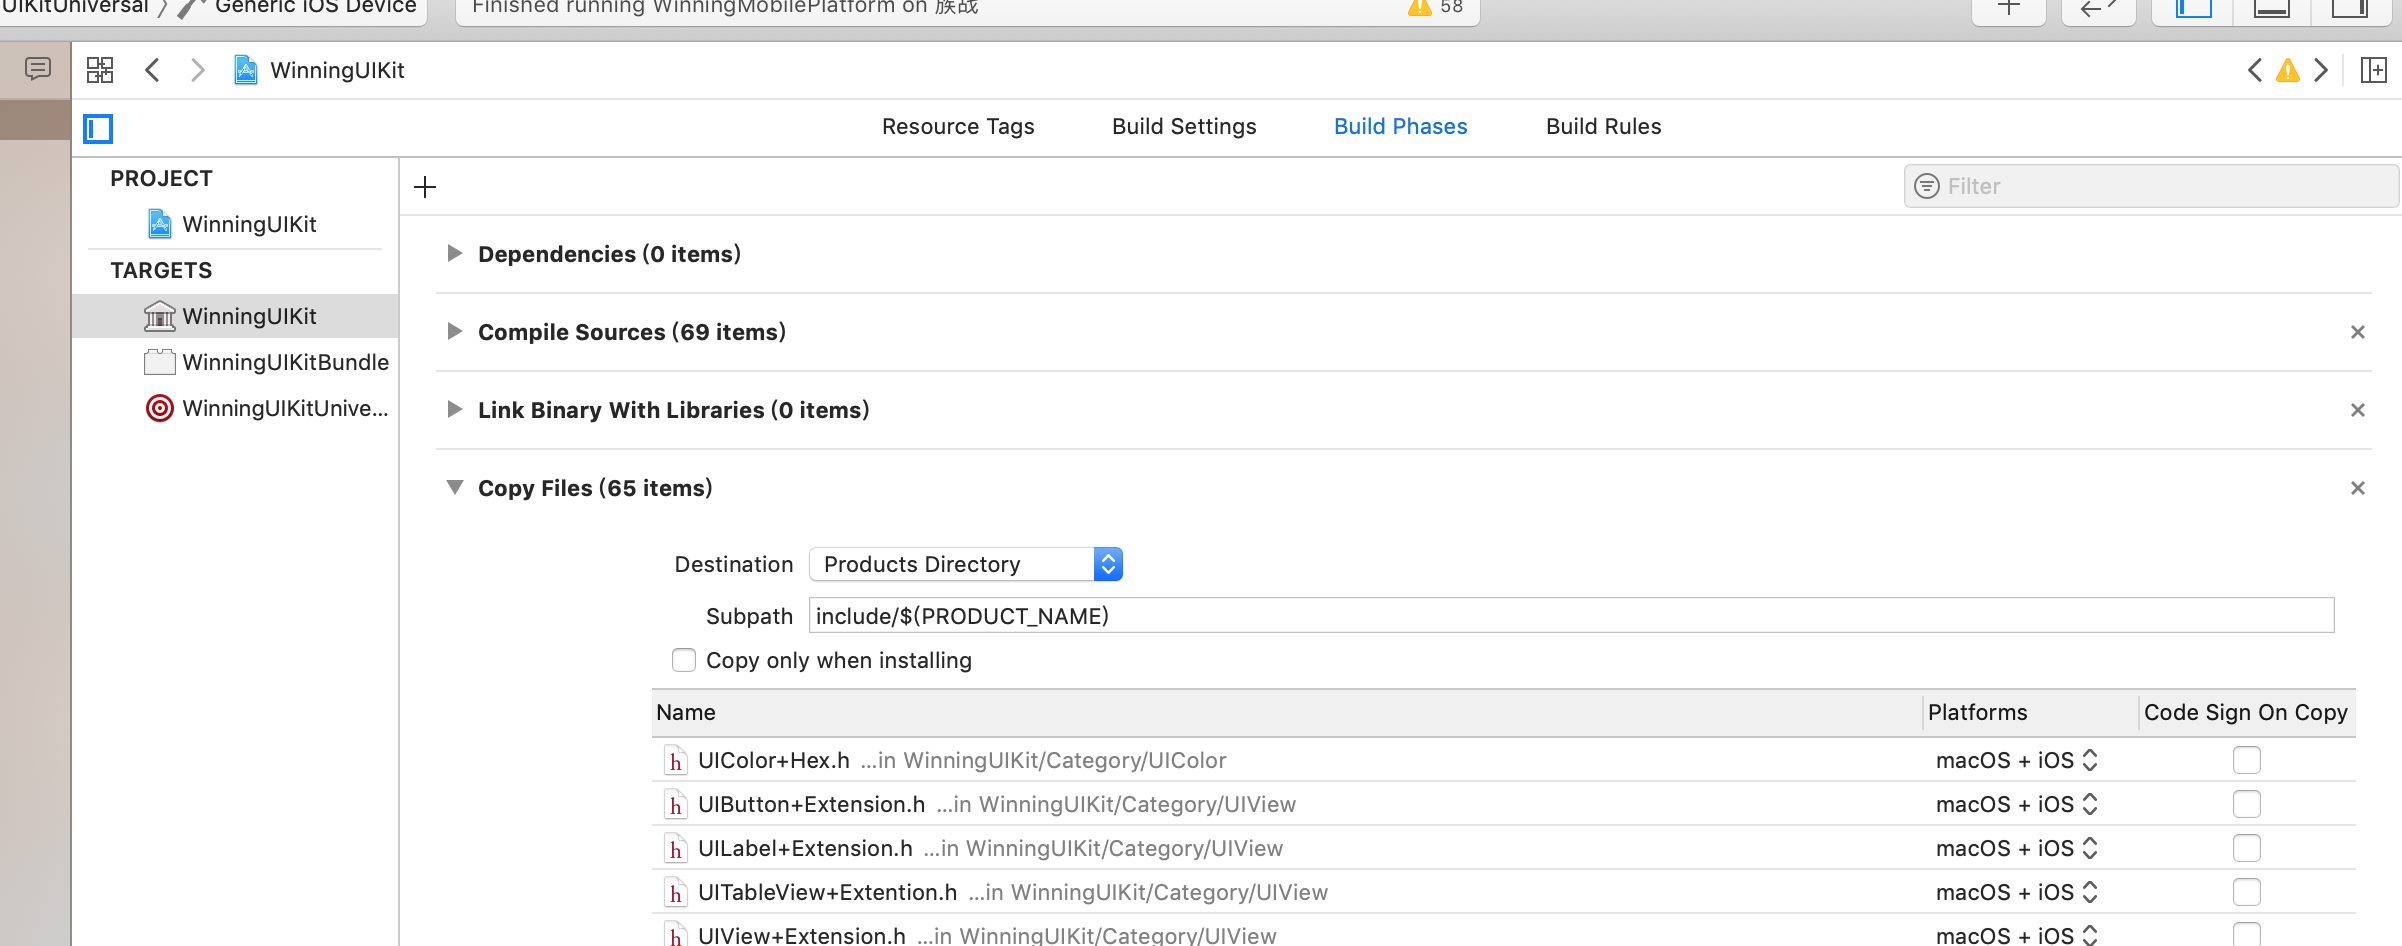 UIKitUniversal 〉 Generic iOS Device
Finished running WinningMobilePlatform on 族战
58
WinningUIKit
Resource Tags
Build Settings
Build Phases
Build Rules
PROJECT
WinningUIKit
TARGETS
WinningUIKit
WinningUIKitBundle
WinningUIKitUnive...
Filter
Dependencies (0 items)
Compile Sources (69 items)
Link Binary With Libraries (0 items)
Copy Files (65 items)
Destination Products Directory
Subpath include/$(PRODUCT_NAME)
Copy only when installing
Name Platforms Code Sign On Copy
UIColor+Hex.h ...in WinningUIKit/Category/UIColor macOS + iOS
UIButton+Extension.h ...in WinningUIKit/Category/UIView macOS + iOS
UILabel+Extension.h ...in WinningUIKit/Category/UIView macOS + iOS
UITableView+Extention.h ...in WinningUIKit/Category/UIView macOS + iOS
UIView+Extension.h ...in WinningUIKit/Category/UIView macOS + iOS